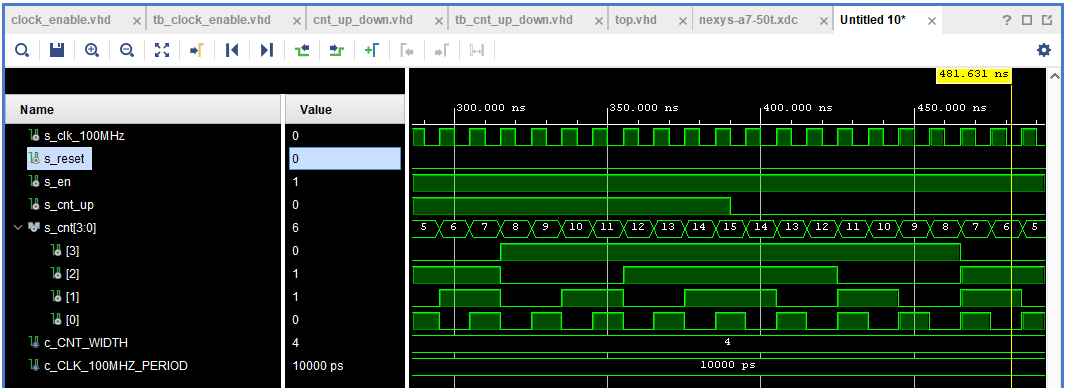 clock_enable.vhd × tb_clock_enable.vhd × cnt_up_down.vhd × tb_cnt_up_down.vhd × top.vhd × nexys-a7-50t.xdc × Untitled 10* × ?
481.631 ns
Name Value 300.000 ns 350.000 ns 400.000 ns 450.000 ns
s_clk_100MHz 0
s_reset 0
s_en 1
s_cnt_up 0
s_cnt[3:0] 6 5 6 7 8 9 10 11 12 13 14 15 14 13 12 11 10 9 8 7 6 5
[3] 0
[2] 1
[1] 1
[0] 0
c_CNT_WIDTH 4 4
c_CLK_100MHZ_PERIOD 10000 ps 10000 ps